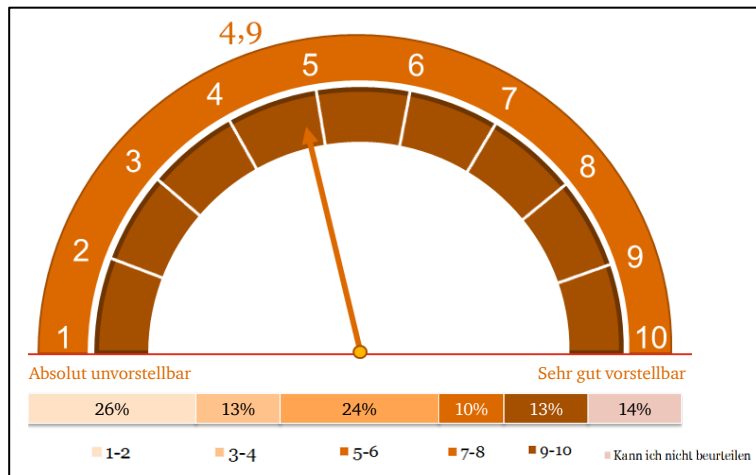 4,9
1 2 3 4 5 6 7 8 9 10
Absolut unvorstellbar Sehr gut vorstellbar
26% 13% 24% 10% 13% 14%
1-2 3-4 5-6 7-8 9-10 Kann ich nicht beurteilen